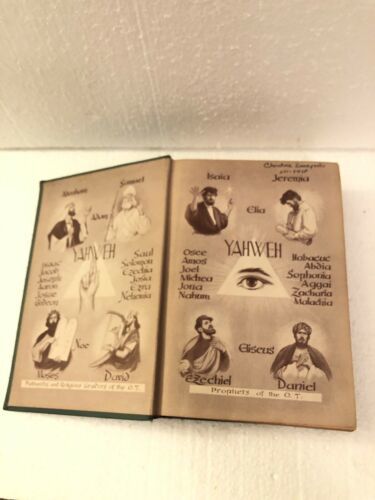 Abraham
Samuel
Adam
YAHWEH
Isaac
Jacob
Joseph
Aaron
Josue
Gideon
Saul
Solomon
Ezechia
Josia
Ezra
Nehemia
Noe
Moses
David
Patriarchs and Religious Leaders of the O.T.
Christine
Isaia
Jeremia
Elia
YAHWEH
Osee
Amos
Joel
Michea
Jona
Nahum
Habacuc
Abdia
Sophonia
Aggai
Zacharia
Malachia
Eliseus
Ezechiel
Daniel
Prophets of the O.T.